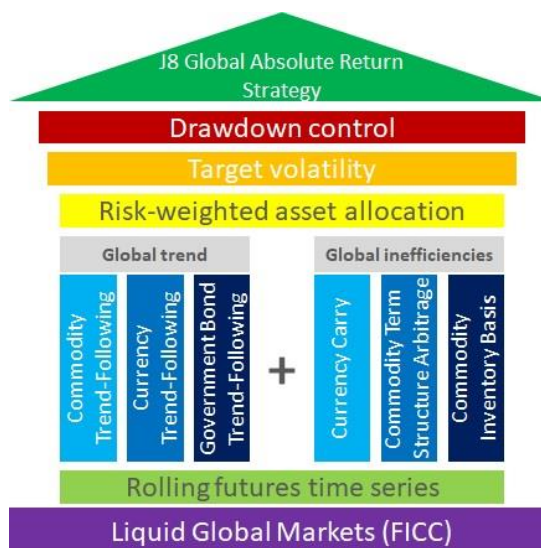 J8 Global Absolute Return
Strategy
Drawdown control
Target volatility
Risk-weighted asset allocation
Global trend
Global inefficiencies
Commodity
Trend-Following
Currency
Trend-Following
Government Bond
Trend-Following
+
Currency Carry
Commodity Term
Structure Arbitrage
Commodity
Inventory Basis
Rolling futures time series
Liquid Global Markets (FICC)